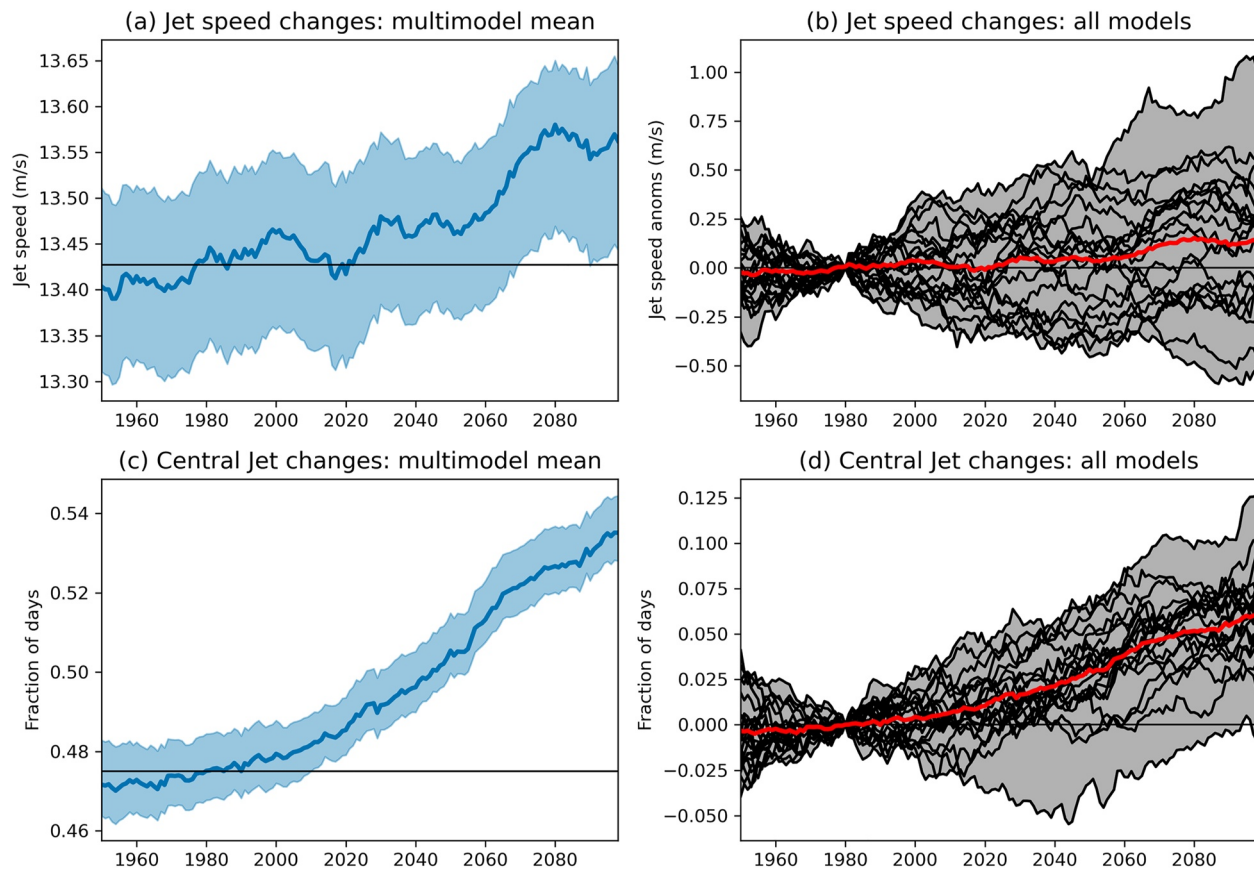 (a) Jet speed changes: multimodel mean
13.65
13.60
13.55
13.50
13.45
13.40
13.35
13.30
Jet speed (m/s)
1960 1980 2000 2020 2040 2060 2080
(b) Jet speed changes: all models
1.00
0.75
0.50
0.25
0.00
−0.25
−0.50
Jet speed anoms (m/s)
1960 1980 2000 2020 2040 2060 2080
(c) Central Jet changes: multimodel mean
0.54
0.52
0.50
0.48
0.46
Fraction of days
1960 1980 2000 2020 2040 2060 2080
(d) Central Jet changes: all models
0.125
0.100
0.075
0.050
0.025
0.000
−0.025
−0.050
Fraction of days
1960 1980 2000 2020 2040 2060 2080